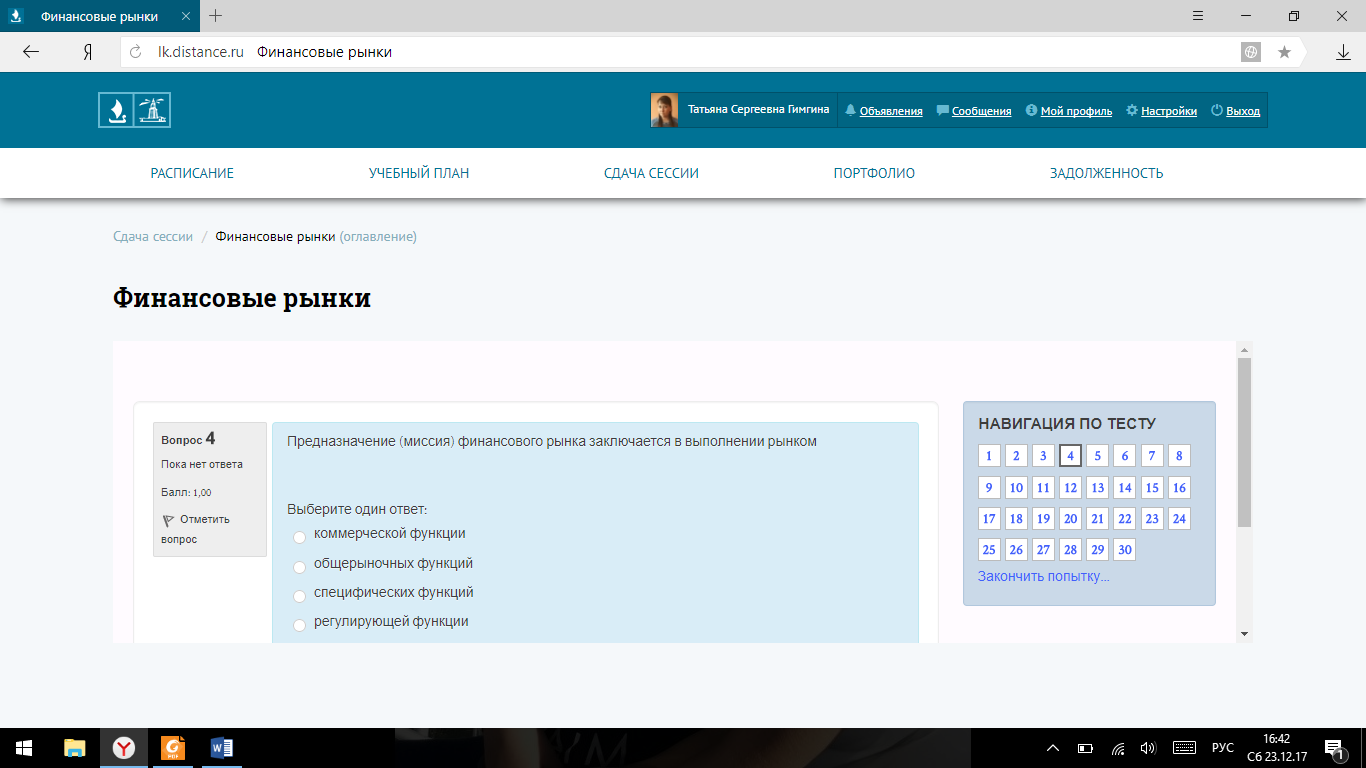 Финансовые рынки
lk.distance.ru Финансовые рынки
Татьяна Сергеевна Гимгина Объявления Сообщения Мой профиль Настройки Выход
РАСПИСАНИЕ УЧЕБНЫЙ ПЛАН СДАЧА СЕССИИ ПОРТФОЛИО ЗАДОЛЖЕННОСТЬ
Сдача сессии / Финансовые рынки (оглавление)
Финансовые рынки
Вопрос 4
Пока нет ответа
Балл: 1,00
Отметить
вопрос
Предназначение (миссия) финансового рынка заключается в выполнении рынком
Выберите один ответ:
коммерческой функции
общерыночных функций
специфических функций
регулирующей функции
НАВИГАЦИЯ ПО ТЕСТУ
1 2 3 4 5 6 7 8
9 10 11 12 13 14 15 16
17 18 19 20 21 22 23 24
25 26 27 28 29 30
Закончить попытку...
РУС
16:42
Сб 23.12.17
1